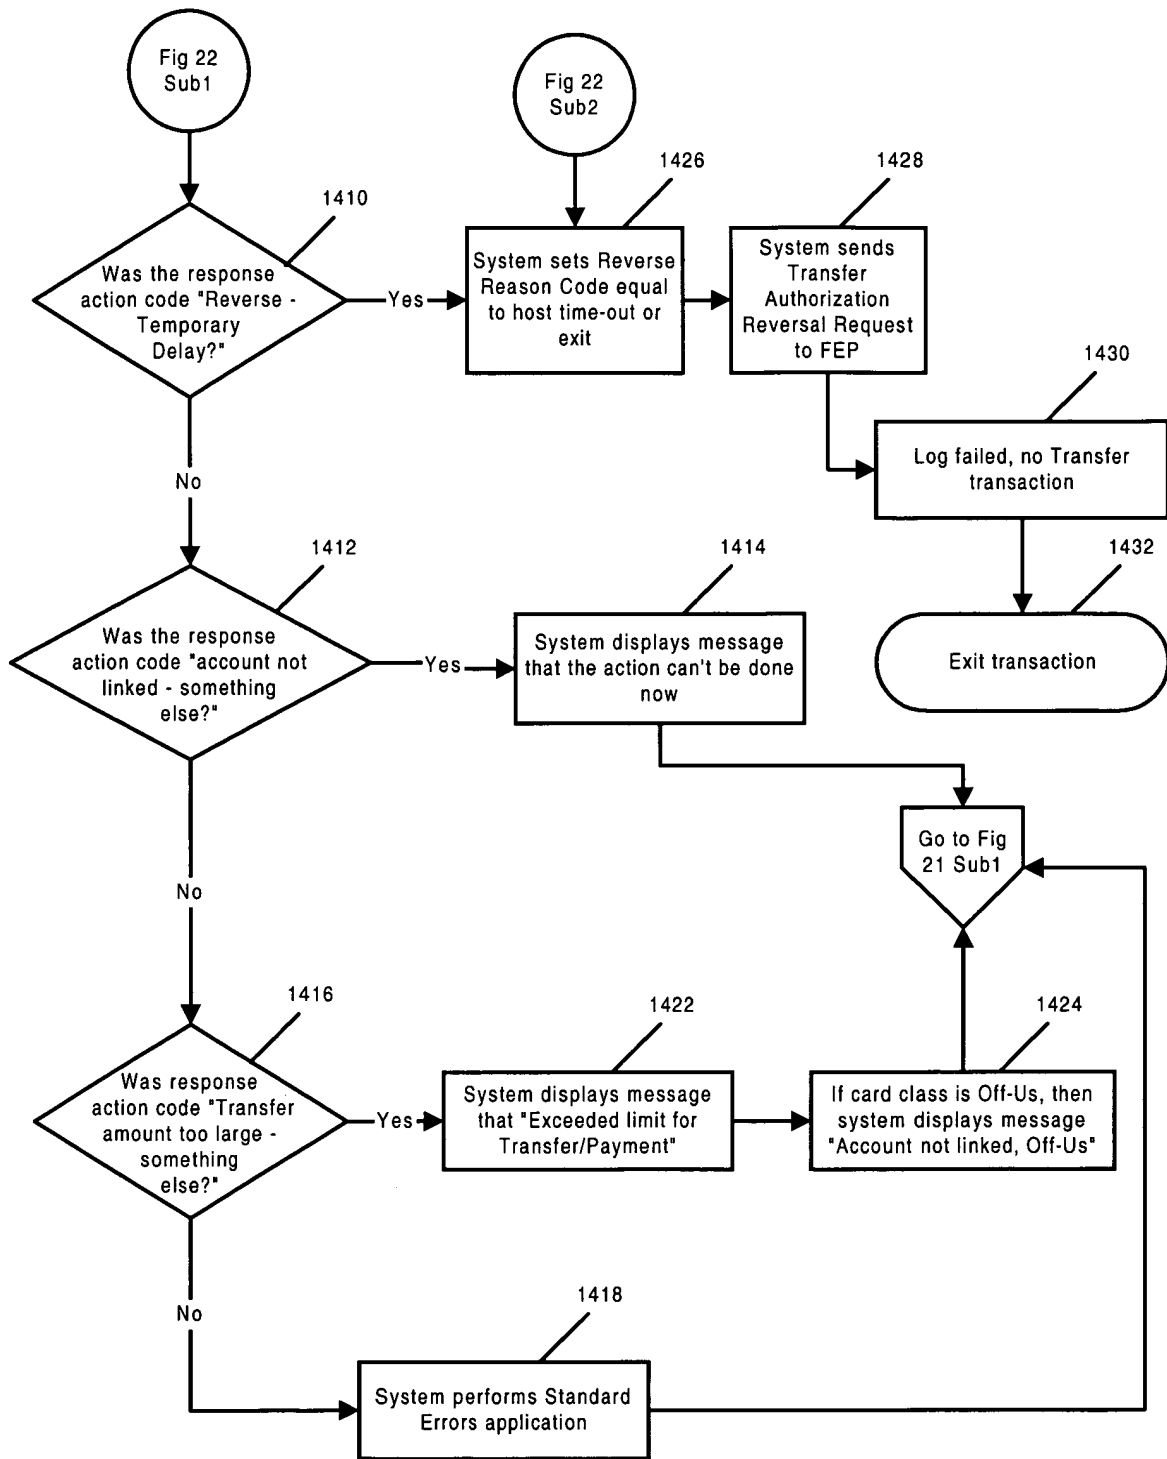 Fig 22
Sub1
Fig 22
Sub2
1410
1426
1428
Was the response
action code "Reverse -
Temporary
Delay?"
Yes
System sets Reverse
Reason Code equal
to host time-out or
exit
System sends
Transfer
Authorization
Reversal Request
to FEP
1430
Log failed, no Transfer
transaction
No
1412
1414
1432
Was the response
action code "account not
linked - something
else?"
Yes
System displays message
that the action can't be done
now
Exit transaction
Go to Fig
21 Sub1
No
1416
1422
1424
Was response
action code "Transfer
amount too large -
something
else?"
Yes
System displays message
that "Exceeded limit for
Transfer/Payment"
If card class is Off-Us, then
system displays message
"Account not linked, Off-Us"
No
1418
System performs Standard
Errors application